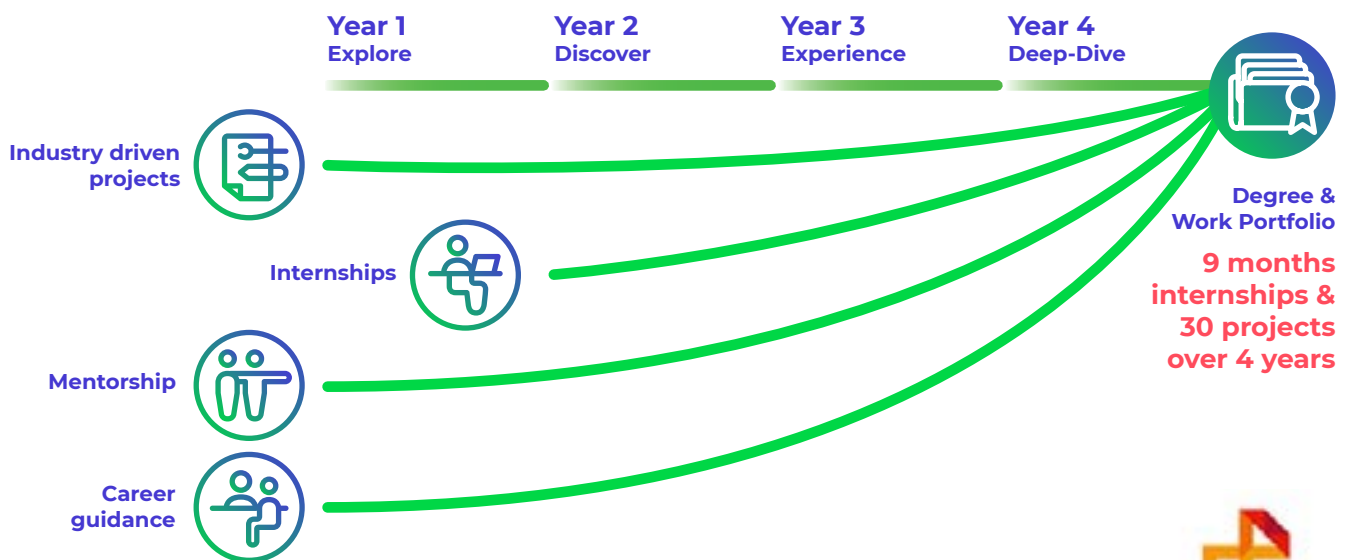 Year 1
Explore
Year 2
Discover
Year 3
Experience
Year 4
Deep-Dive
Industry driven
projects
Internships
Mentorship
Career
guidance
Degree &
Work Portfolio
9 months
internships &
30 projects
over 4 years